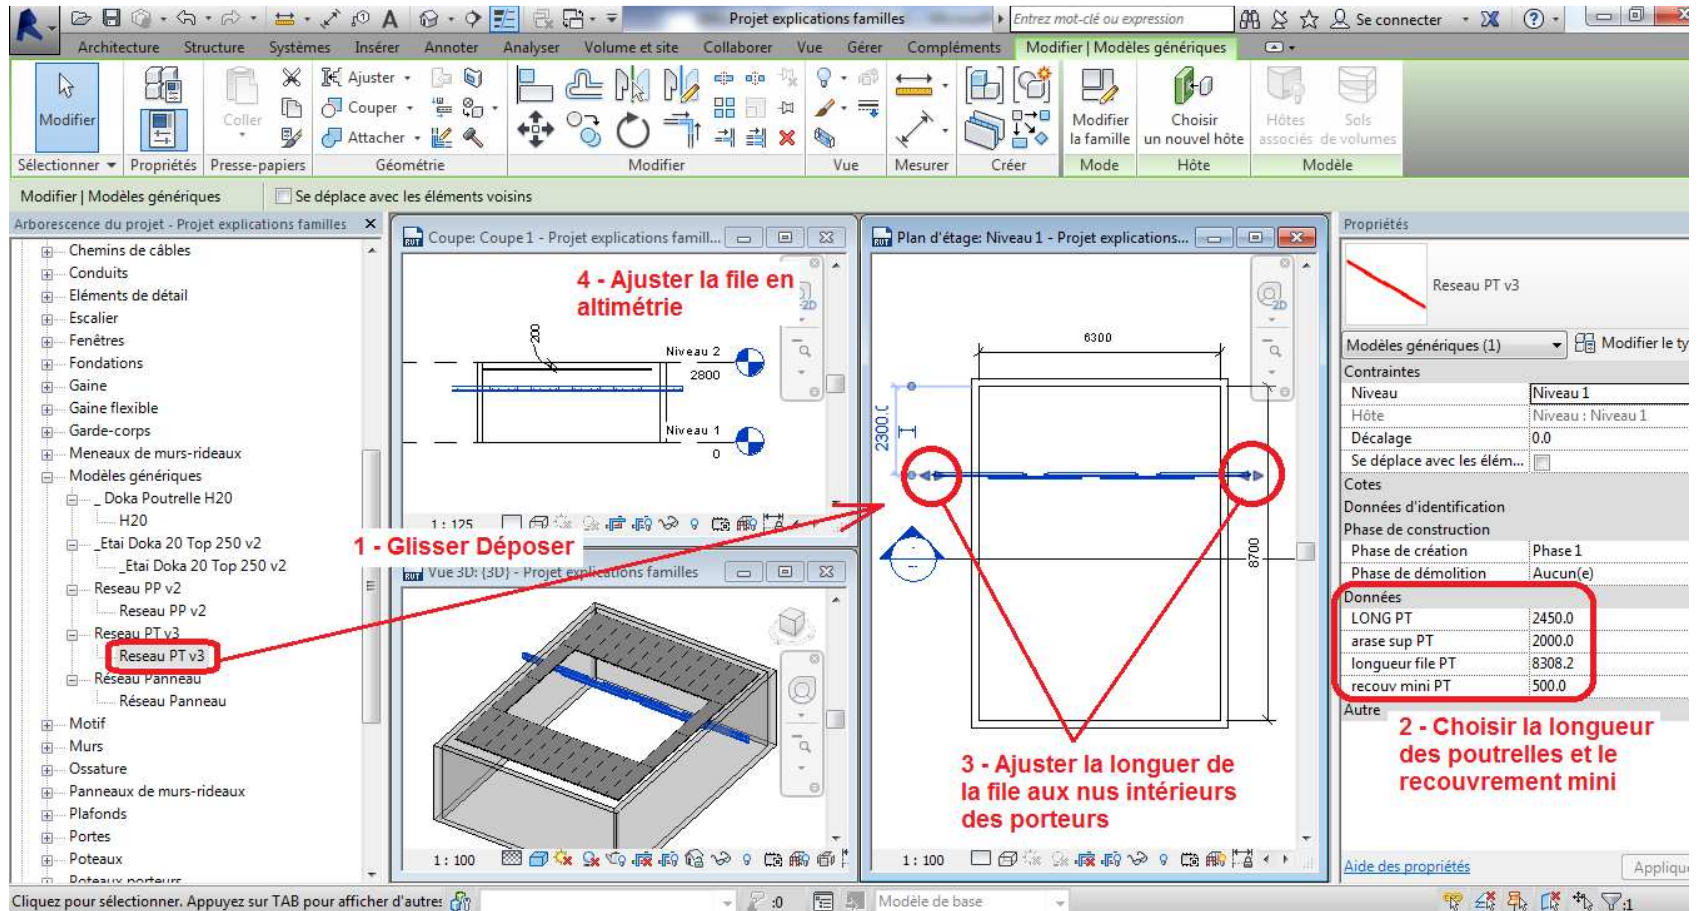 Projet explications familles
Entrez mot-clé ou expression
Se connecter
Architecture Structure Systèmes Insérer Annoter Analyser Volume et site Collaborer Vue Gérer Compléments Modifier | Modèles génériques
Modifier
Coller
Ajuster
Couper
Attacher
Modifier la famille
Choisir un nouvel hôte
Hôtes associés
Sols de volumes
Sélectionner Propriétés Presse-papiers Géométrie Modifier Vue Mesurer Créer Mode Hôte Modèle
Modifier | Modèles génériques
Se déplace avec les éléments voisins
Arborescence du projet - Projet explications familles
Chemins de câbles
Conduits
Eléments de détail
Escalier
Fenêtres
Fondations
Gaine
Gaine flexible
Garde-corps
Meneaux de murs-rideaux
Modèles génériques
_ Doka Poutrelle H20
H20
_Etai Doka 20 Top 250 v2
_Etai Doka 20 Top 250 v2
Reseau PP v2
Reseau PP v2
Reseau PT v3
Reseau PT v3
Réseau Panneau
Réseau Panneau
Motif
Murs
Ossature
Panneaux de murs-rideaux
Plafonds
Portes
Poteaux
Poteaux porteurs
Coupe: Coupe 1 - Projet explications famill...
4 - Ajuster la file en
altimétrie
2D
200
Niveau 2
2800
Niveau 1
0
1 : 125
1 - Glisser Déposer
Vue 3D: {3D} - Projet explications familles
1 : 100
Plan d'étage: Niveau 1 - Projet explications...
2D
6300
2300.0
8700
3 - Ajuster la longuer de
la file aux nus intérieurs
des porteurs
1 : 100
Propriétés
Reseau PT v3
Modèles génériques (1)
Modifier le ty
Contraintes
Niveau Niveau 1
Hôte Niveau : Niveau 1
Décalage 0.0
Se déplace avec les élém...
Cotes
Données d'identification
Phase de construction
Phase de création Phase 1
Phase de démolition Aucun(e)
Données
LONG PT 2450.0
arase sup PT 2000.0
longueur file PT 8308.2
recouv mini PT 500.0
Autre
2 - Choisir la longueur
des poutrelles et le
recouvrement mini
Aide des propriétés
Applique
Cliquez pour sélectionner. Appuyez sur TAB pour afficher d'autres
:0
Modèle de base
:1